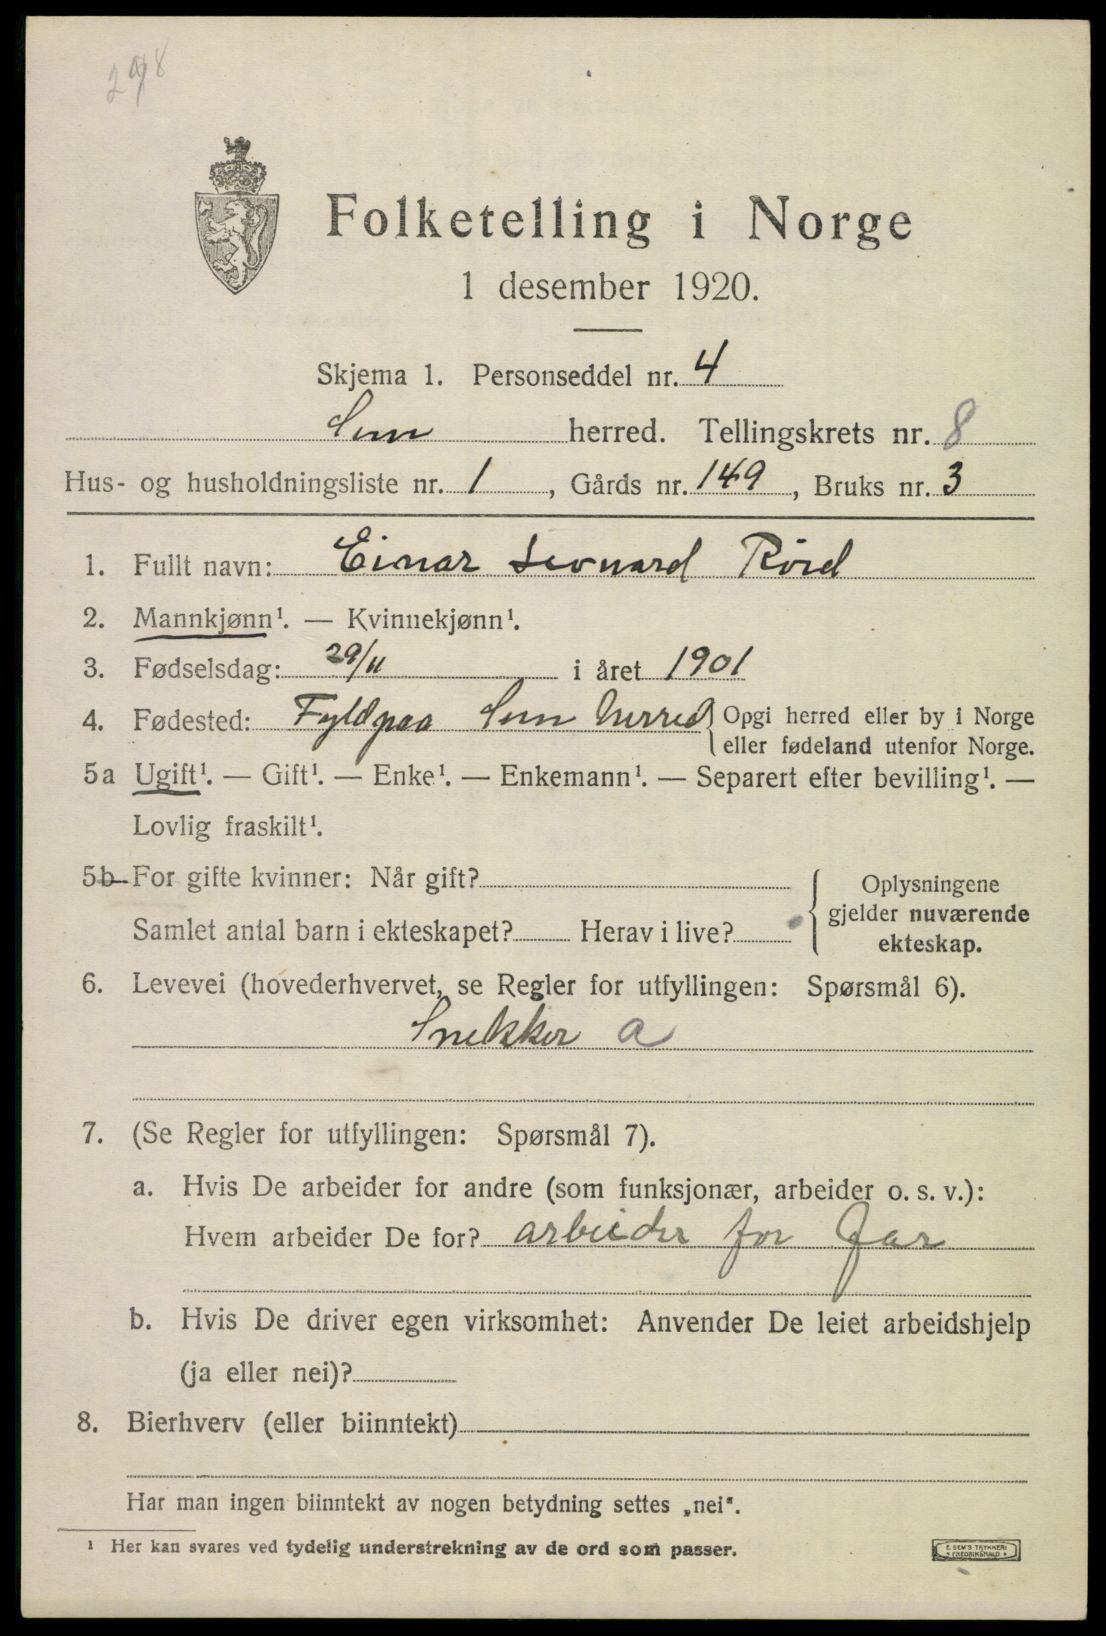 298
Folketelling i Norge
1 desember 1920.
Skjema 1. Personseddel nr. 4
Sem herred. Tellingskrets nr. 8
Hus- og husholdningsliste nr. 1, Gårds nr. 149, Bruks nr. 3
1. Fullt navn: Einar Leonard Röed
2. Mannkjønn¹. — Kvinnekjønn¹.
3. Fødselsdag: 29/11 i året 1901
4. Fødested: Fyldpaa Sem herred { Opgi herred eller by i Norge
eller fødeland utenfor Norge.
5a Ugift¹. — Gift¹. — Enke¹. — Enkemann¹. — Separert efter bevilling¹. —
Lovlig fraskilt¹.
5b For gifte kvinner: Når gift?
Samlet antal barn i ekteskapet? Herav i live?
Oplysningene
gjelder nuværende
ekteskap.
6. Levevei (hovederhvervet, se Regler for utfyllingen: Spørsmål 6).
Snekker a
7. (Se Regler for utfyllingen: Spørsmål 7).
a. Hvis De arbeider for andre (som funksjonær, arbeider o. s. v.):
Hvem arbeider De for? arbeider for Far
b. Hvis De driver egen virksomhet: Anvender De leiet arbeidshjelp
(ja eller nei)?
8. Bierhverv (eller biinntekt)
Har man ingen biinntekt av nogen betydning settes „nei“.
¹ Her kan svares ved tydelig understrekning av de ord som passer.
E. SEM'S TRYKKERI
FREDRIKSHALD